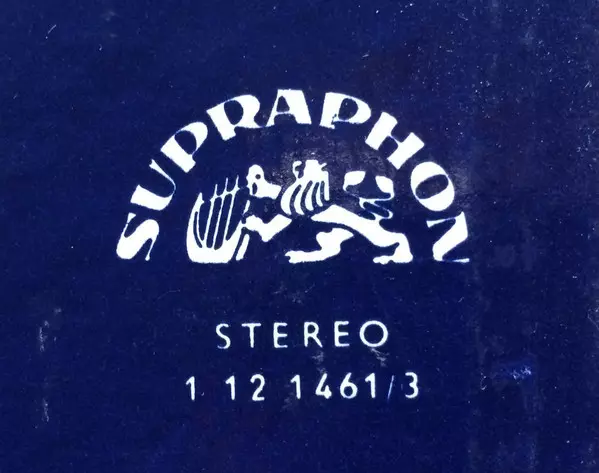 SUPRAPHON
STEREO
1 12 1461/3